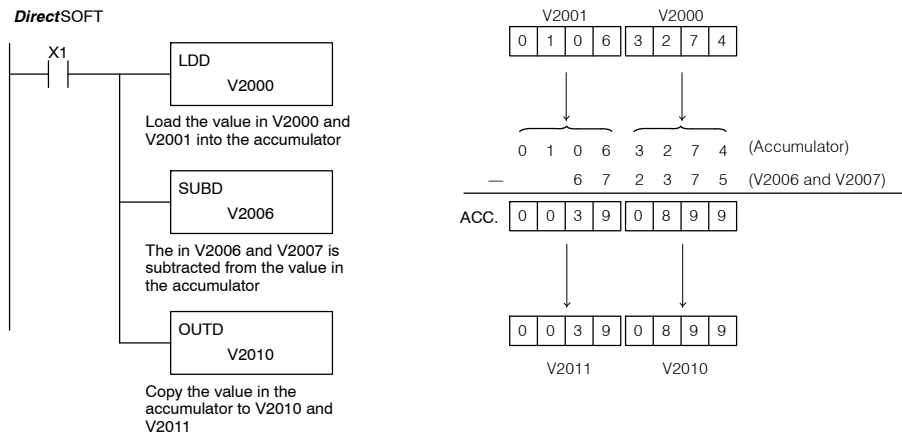 DirectSOFT
X1
LDD
V2000
Load the value in V2000 and
V2001 into the accumulator
SUBD
V2006
The in V2006 and V2007 is
subtracted from the value in
the accumulator
OUTD
V2010
Copy the value in the
accumulator to V2010 and
V2011
V2001 V2000
0 1 0 6 3 2 7 4
0 1 0 6 3 2 7 4 (Accumulator)
— 6 7 2 3 7 5 (V2006 and V2007)
ACC. 0 0 3 9 0 8 9 9
0 0 3 9 0 8 9 9
V2011 V2010